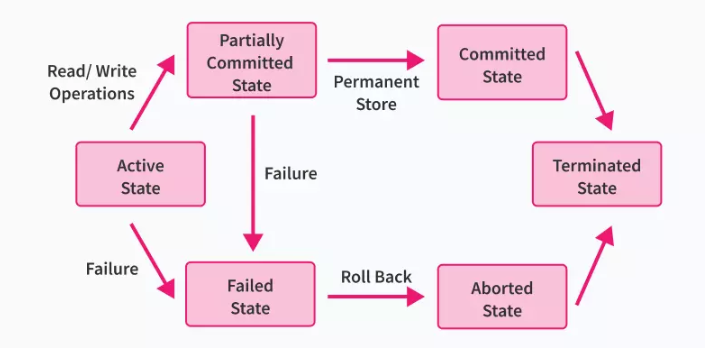 Partially
Committed
State
Committed
State
Read/ Write
Operations
Permanent
Store
Active
State
Failure
Terminated
State
Failure
Failed
State
Roll Back
Aborted
State